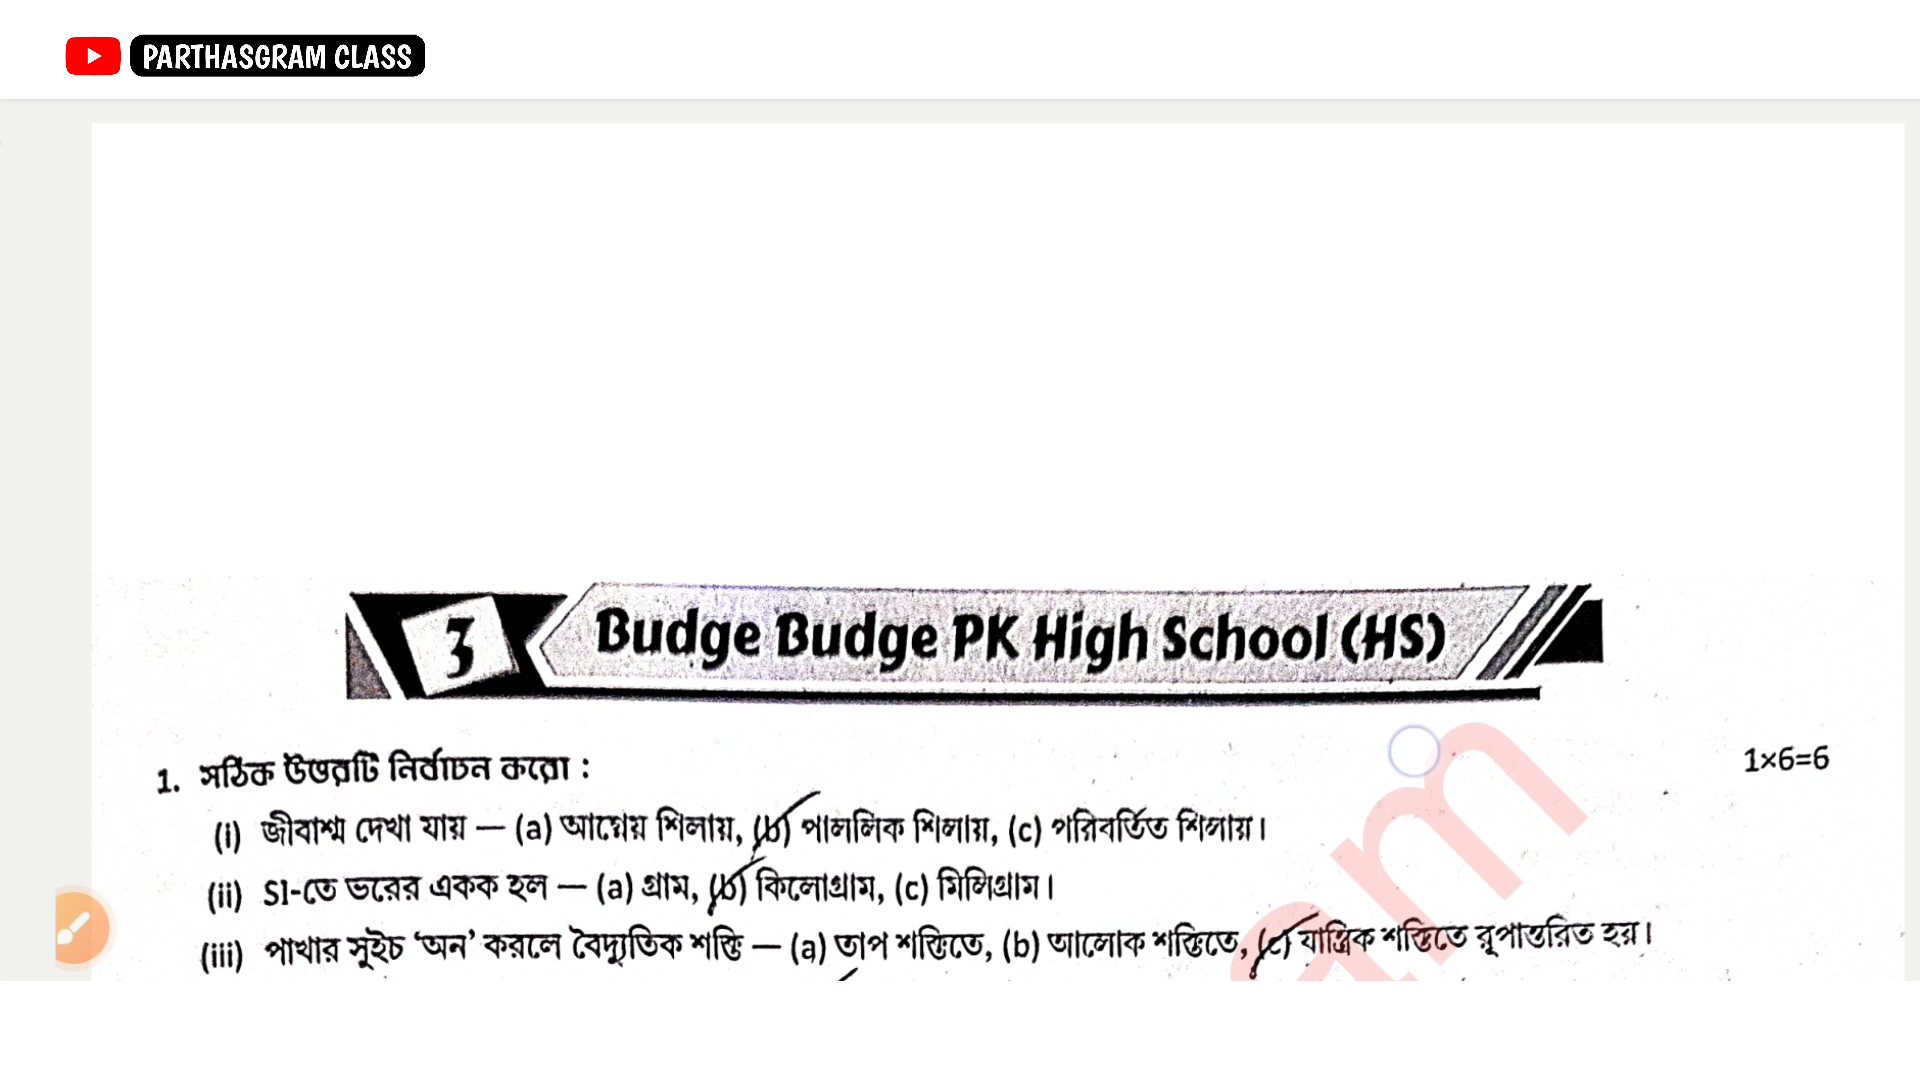 PARTHASGRAM CLASS
3 Budge Budge PK High School (HS)
1. সঠিক উত্তরটি নির্বাচন করো : 1×6=6
(i) জীবাশ্ম দেখা যায় — (a) আগ্নেয় শিলায়, (b) পাললিক শিলায়, (c) পরিবর্তিত শিলায়।
(ii) SI-তে ভরের একক হল — (a) গ্রাম, (b) কিলোগ্রাম, (c) মিলিগ্রাম।
(iii) পাখার সুইচ ‘অন’ করলে বৈদ্যুতিক শক্তি — (a) তাপ শক্তিতে, (b) আলোক শক্তিতে, (c) যান্ত্রিক শক্তিতে রূপান্তরিত হয়।
am